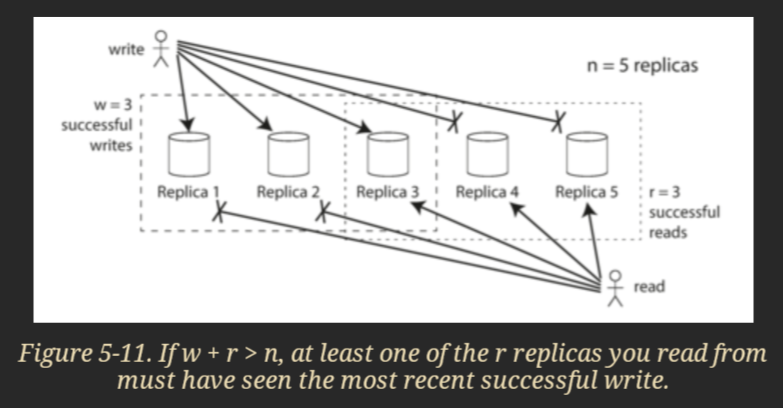 write
n = 5 replicas
w = 3
successful
writes
Replica 1
Replica 2
Replica 3
Replica 4
Replica 5
r = 3
successful
reads
read
Figure 5-11. If w + r > n, at least one of the r replicas you read from
must have seen the most recent successful write.